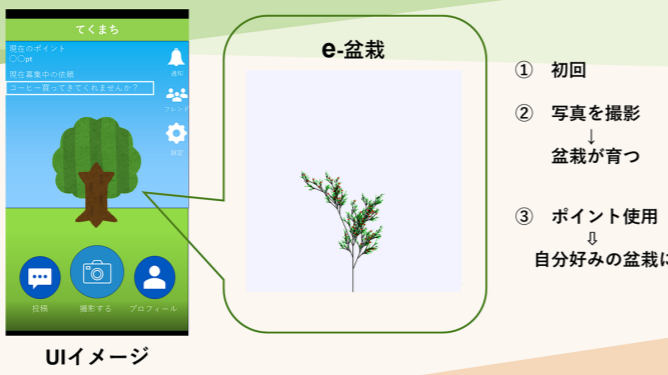 てくまち
現在のポイント
○○pt
現在募集中の依頼
コーヒー買ってきてくれませんか？
通知
フレンド
設定
投稿
撮影する
プロフィール
UIイメージ
e-盆栽
① 初回
② 写真を撮影
↓
盆栽が育つ
③ ポイント使用
⇩
自分好みの盆栽に